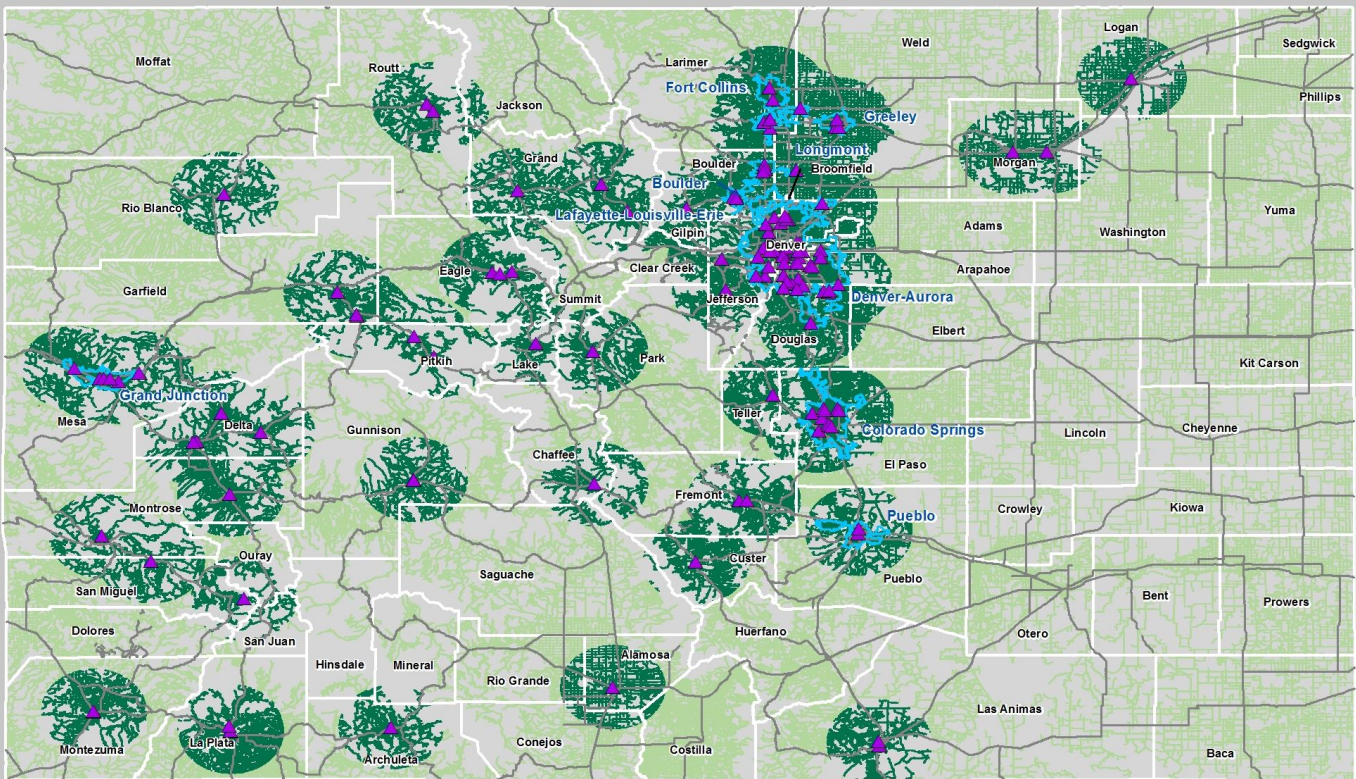 Logan
Weld
Sedgwick
Moffat
Larimer
Routt
Fort Collins
Phillips
Jackson
Greeley
Longmont
Grand
Boulder
Morgan
Broomfield
Boulder
Rio Blanco
Lafayette-Louisville-Erie
Yuma
Adams
Gilpin
Washington
Denver
Clear Creek
Eagle
Arapahoe
Garfield
Summit
Jefferson
Denver-Aurora
Elbert
Douglas
Park
Pitkin
Lake
Kit Carson
Grand Junction
Teller
Mesa
Delta
Gunnison
Colorado Springs
Cheyenne
Lincoln
Chaffee
El Paso
Fremont
Montrose
Crowley
Kiowa
Pueblo
Ouray
Custer
Saguache
Pueblo
San Miguel
Bent
Prowers
Dolores
Huerfano
Otero
San Juan
Alamosa
Hinsdale
Mineral
Rio Grande
Las Animas
La Plata
Conejos
Montezuma
Costilla
Baca
Archuleta